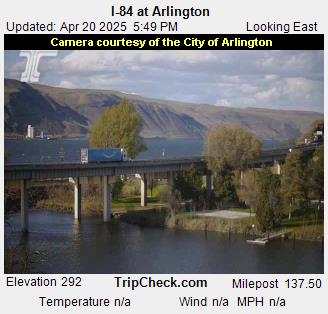 I-84 at Arlington
Updated: Apr 20 2025 5:49 PM Looking East
Camera courtesy of the City of Arlington
Elevation 292 TripCheck.com Milepost 137.50
Temperature n/a Wind n/a MPH n/a